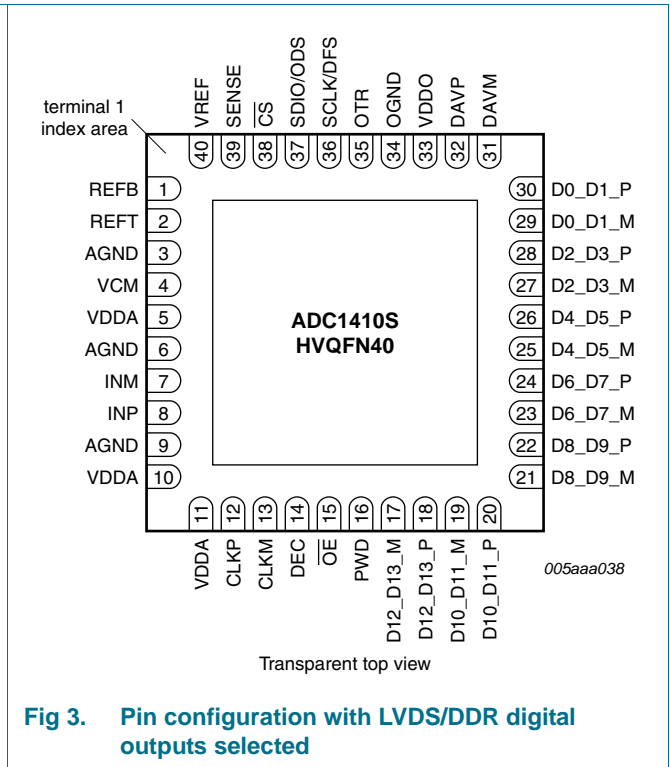 terminal 1
index area
VREF
SENSE
CS
SDIO/ODS
SCLK/DFS
OTR
OGND
VDDO
DAVP
DAVM
40
39
38
37
36
35
34
33
32
31
REFB 1
REFT 2
AGND 3
VCM 4
VDDA 5
AGND 6
INM 7
INP 8
AGND 9
VDDA 10
ADC1410S
HVQFN40
30 D0_D1_P
29 D0_D1_M
28 D2_D3_P
27 D2_D3_M
26 D4_D5_P
25 D4_D5_M
24 D6_D7_P
23 D6_D7_M
22 D8_D9_P
21 D8_D9_M
11
12
13
14
15
16
17
18
19
20
VDDA
CLKP
CLKM
DEC
OE
PWD
D12_D13_M
D12_D13_P
D10_D11_M
D10_D11_P
005aaa038
Transparent top view
Fig 3. Pin configuration with LVDS/DDR digital
outputs selected